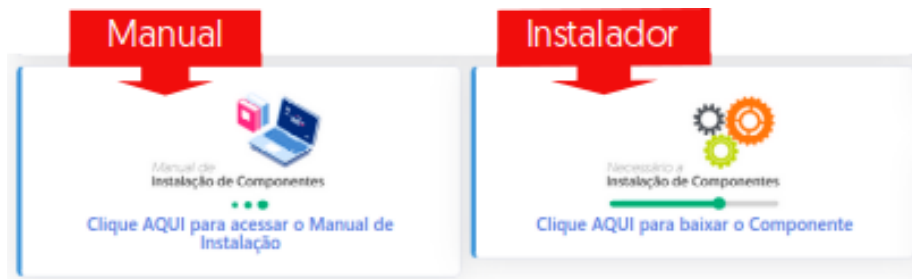 Manual
Instalador
Manual de
Instalação de Componentes
Clique AQUI para acessar o Manual de
Instalação
Necessário a
Instalação de Componentes
Clique AQUI para baixar o Componente